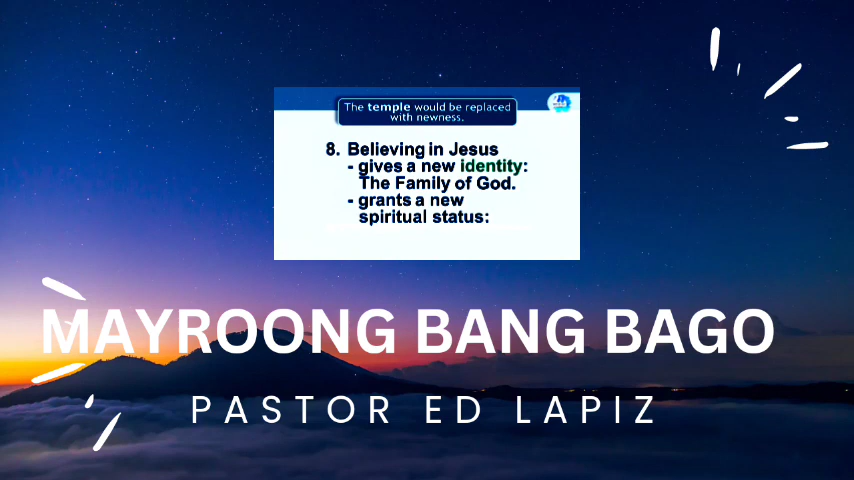 The temple would be replaced
with newness.
8. Believing in Jesus
- gives a new identity:
The Family of God.
- grants a new
spiritual status:
MAYROONG BANG BAGO
PASTOR ED LAPIZ